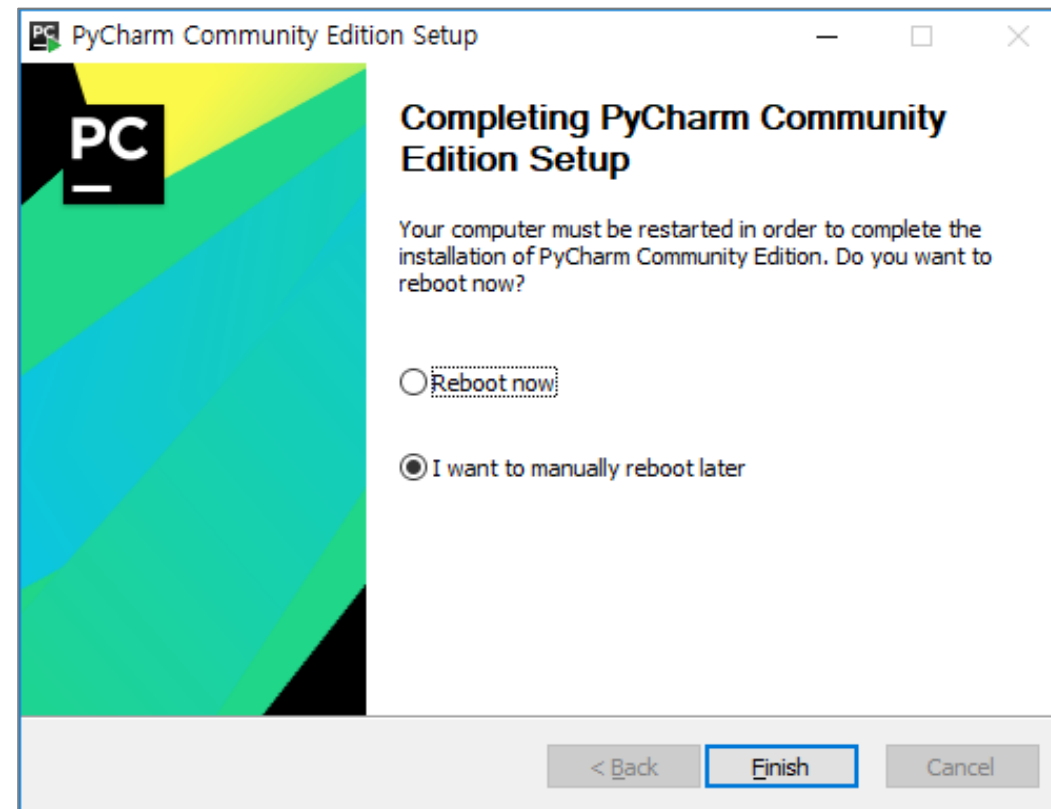 PyCharm Community Edition Setup
PC
Completing PyCharm Community
Edition Setup
Your computer must be restarted in order to complete the
installation of PyCharm Community Edition. Do you want to
reboot now?
Reboot now
I want to manually reboot later
< Back
Finish
Cancel